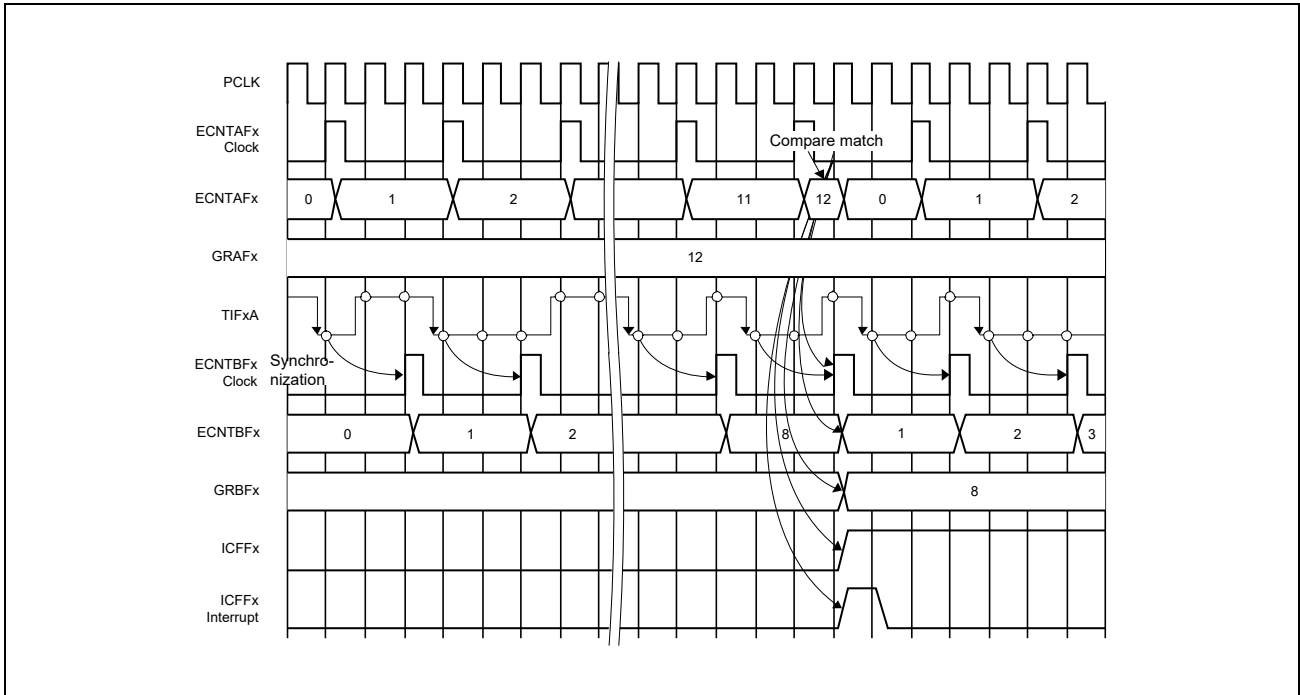 PCLK
ECNTAFx
Clock
Compare match
ECNTAFx
0 1 2 11 12 0 1 2
GRAFx
12
TIFxA
ECNTBFx
Clock
Synchro-
nization
ECNTBFx
0 1 2 8 1 2 3
GRBFx
8
ICFFx
ICFFx
Interrupt